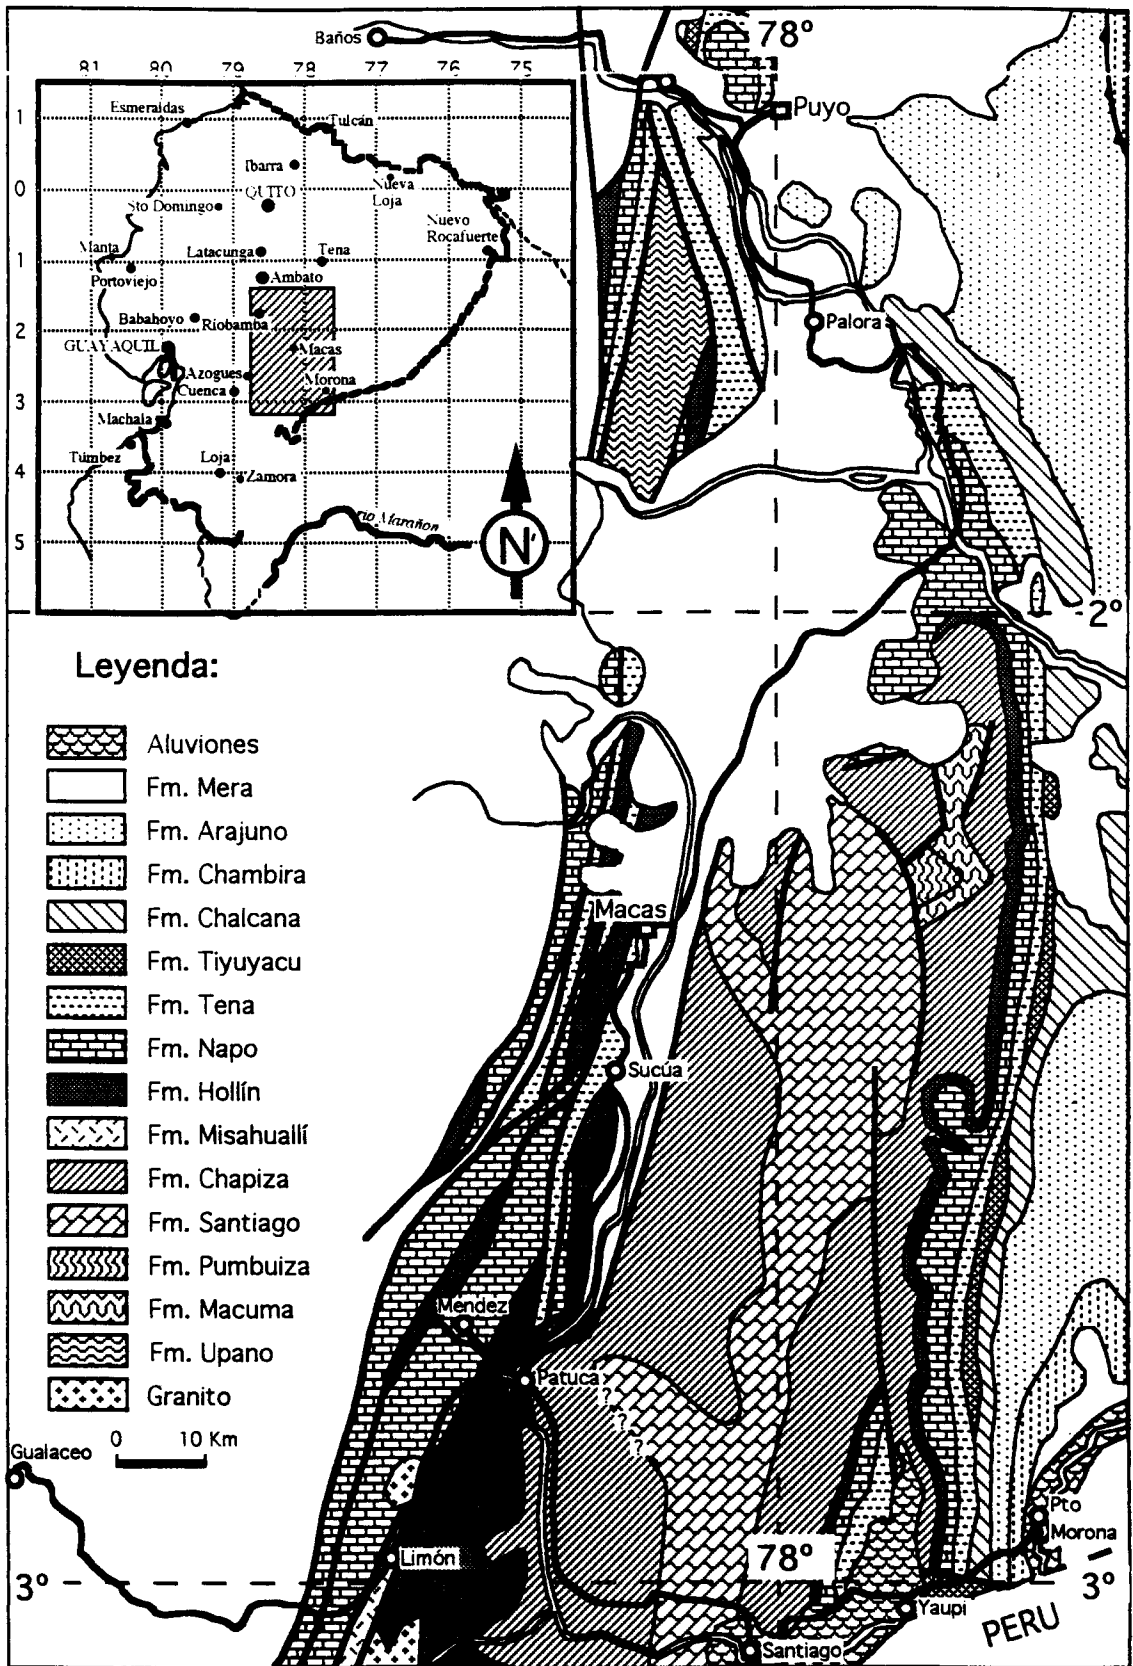 78°
Baños
Puyo
81 80 79 78 77 76 75
1
0
1
2
3
4
5
Esmeraldas
Tulcán
Ibarra
QUITO
Nueva
Loja
Sto Domingo
Nuevo
Rocafuerte
Manta
Latacunga
Tena
Portoviejo
Ambato
Babahoyo
Riobamba
GUAYAQUIL
Macas
Azogues
Cuenca
Morona
Machala
Tumbez
Loja
Zamora
rio Marañon
N
Palora
2°
Leyenda:
Aluviones
Fm. Mera
Fm. Arajuno
Fm. Chambira
Fm. Chalcana
Fm. Tiyuyacu
Fm. Tena
Fm. Napo
Fm. Hollín
Fm. Misahuallí
Fm. Chapiza
Fm. Santiago
Fm. Pumbuiza
Fm. Macuma
Fm. Upano
Granito
0 10 Km
Macas
Sucúa
Mendez
Patuca
?
?
?
Gualaceo
Limón
Pto
Morona
78°
3°
3°
Yaupi
PERU
Santiago